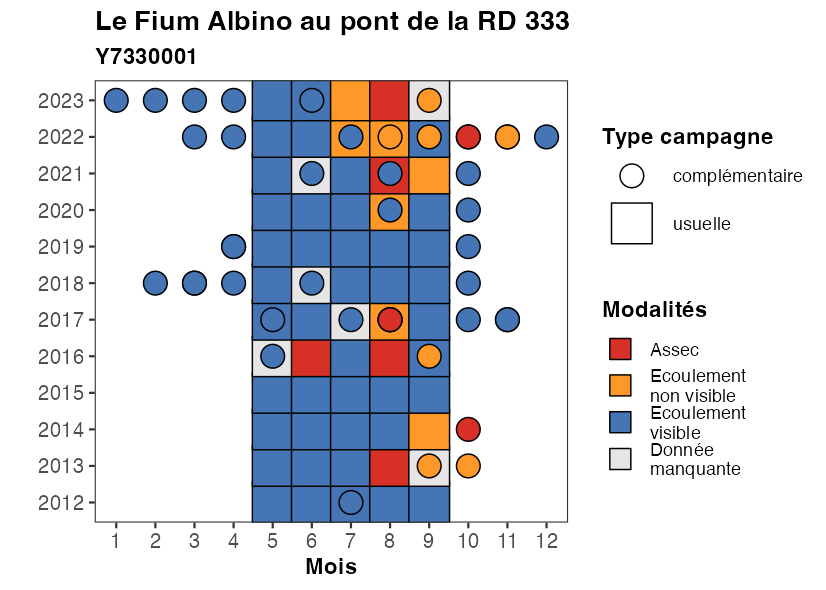 Le Fium Albino au pont de la RD 333
Y7330001
2023
2022
2021
2020
2019
2018
2017
2016
2015
2014
2013
2012
1 2 3 4 5 6 7 8 9 10 11 12
Mois
Type campagne
complémentaire
usuelle
Modalités
Assec
Ecoulement
non visible
Ecoulement
visible
Donnée
manquante